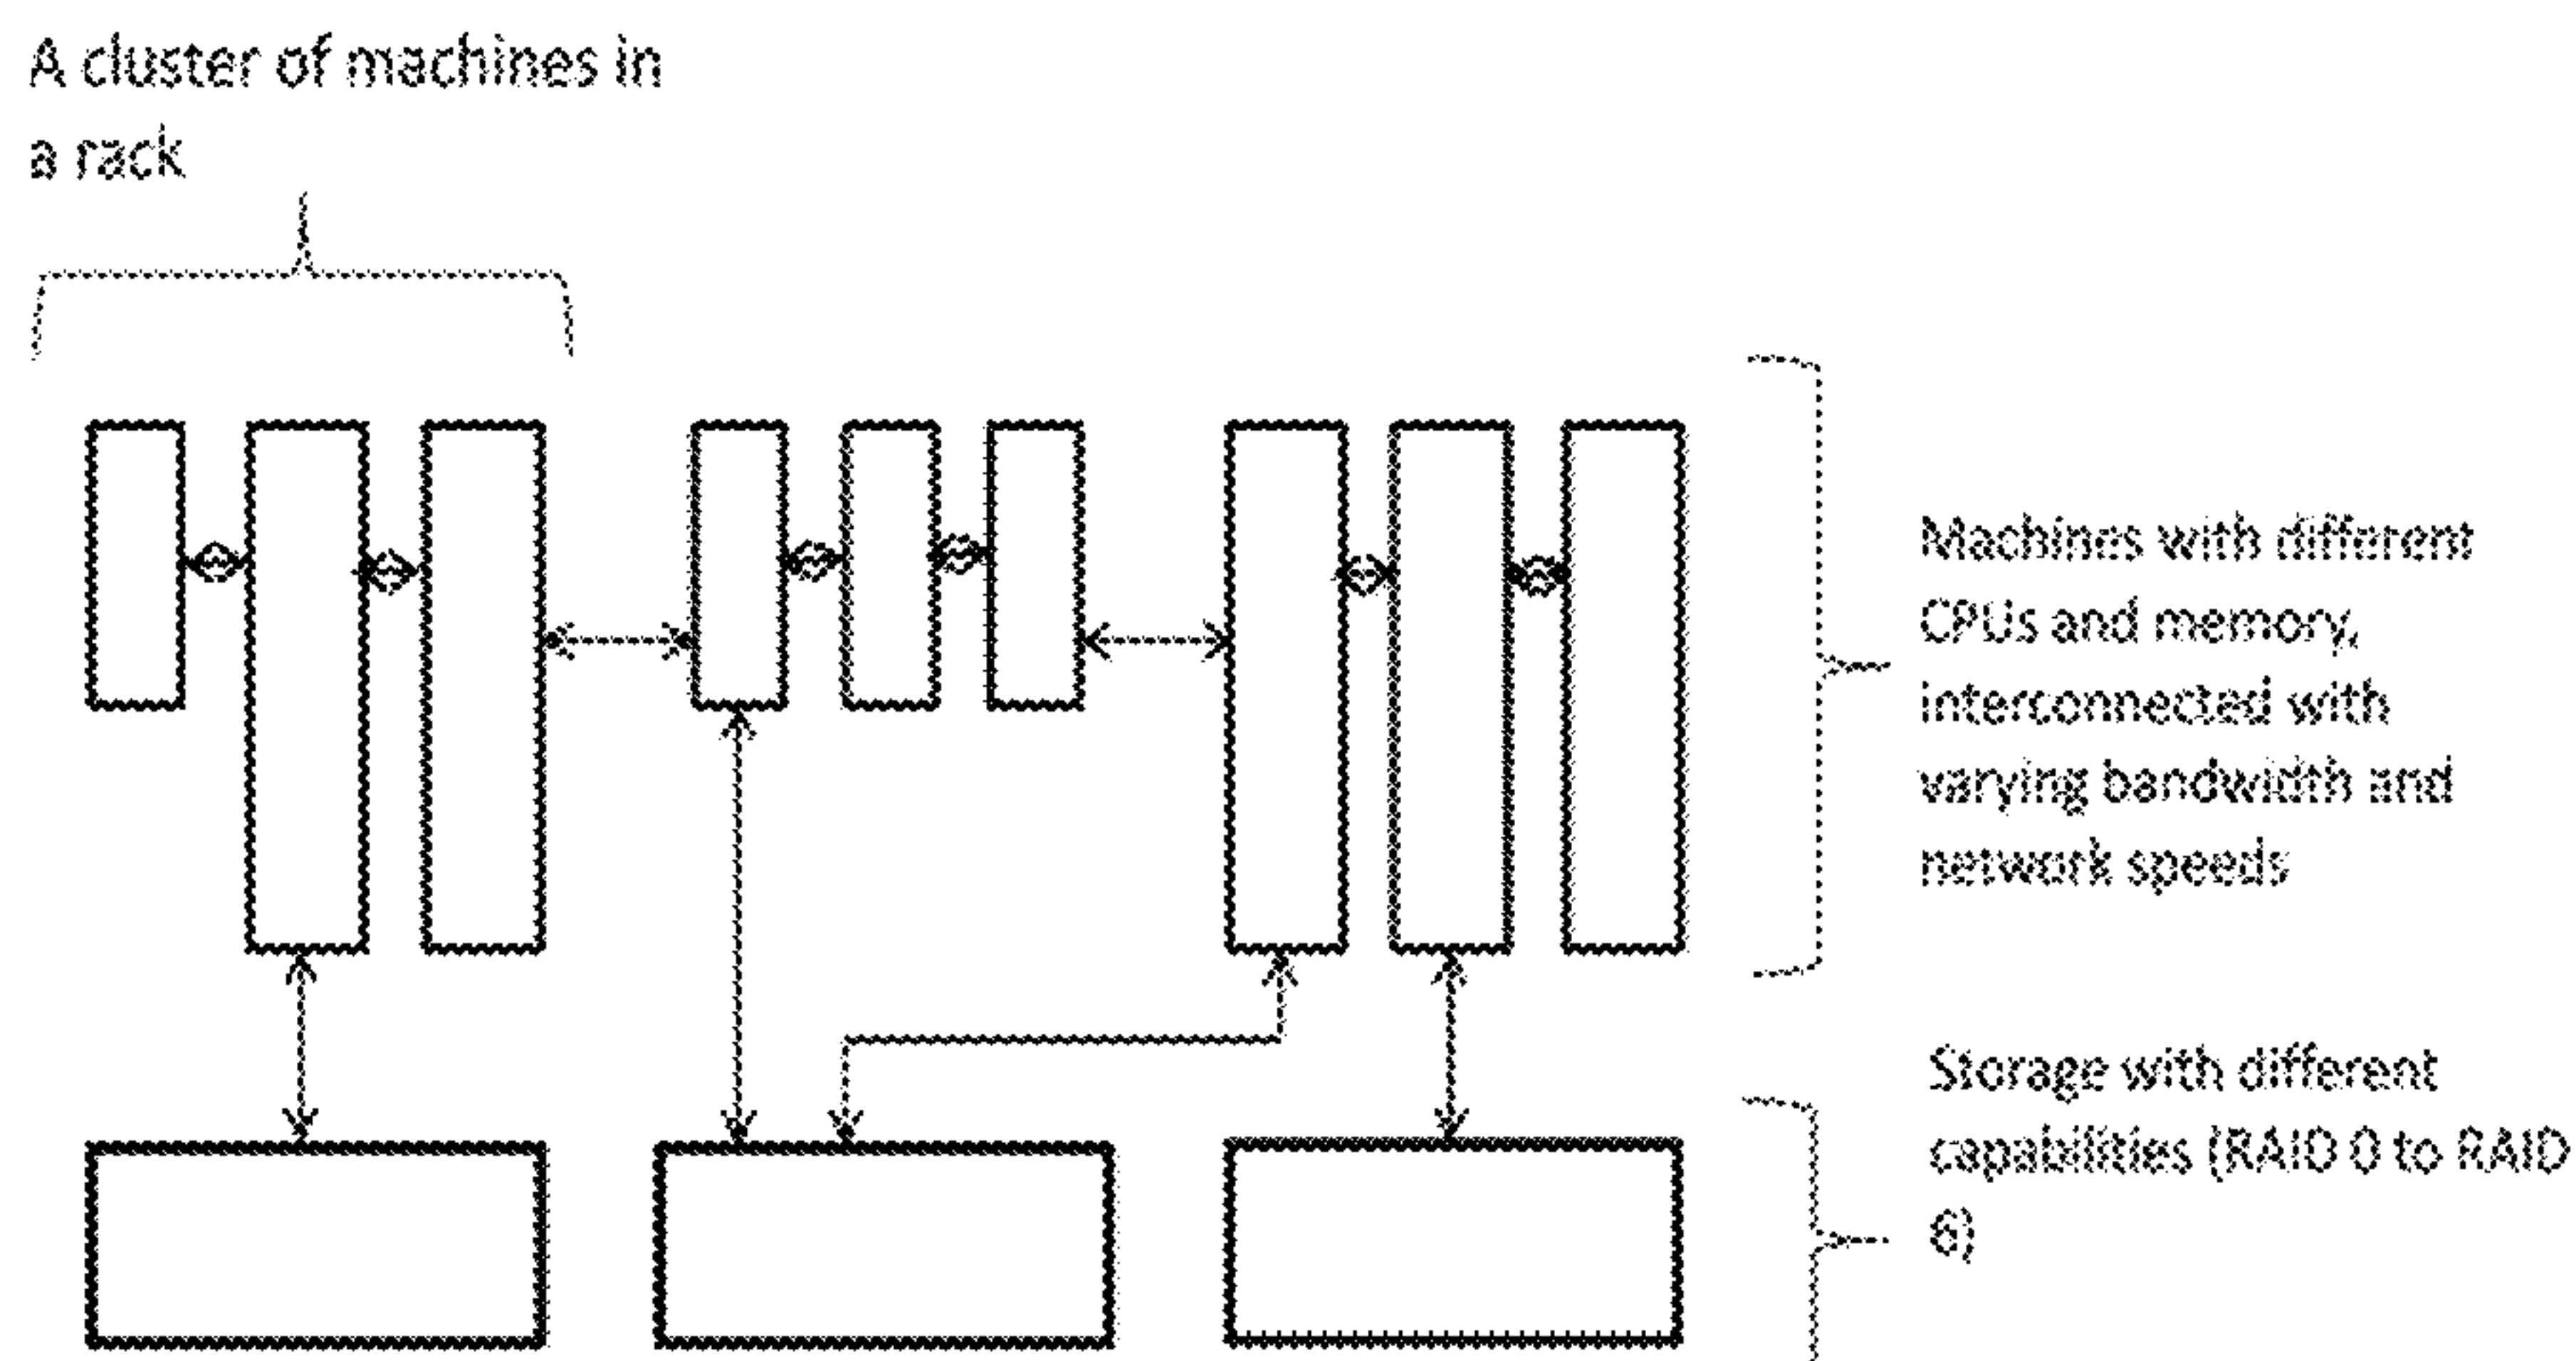 A cluster of machines in
a rack
Machines with different
CPUs and memory,
interconnected with
varying bandwidth and
network speeds
Storage with different
capabilities (RAID 0 to RAID
6)